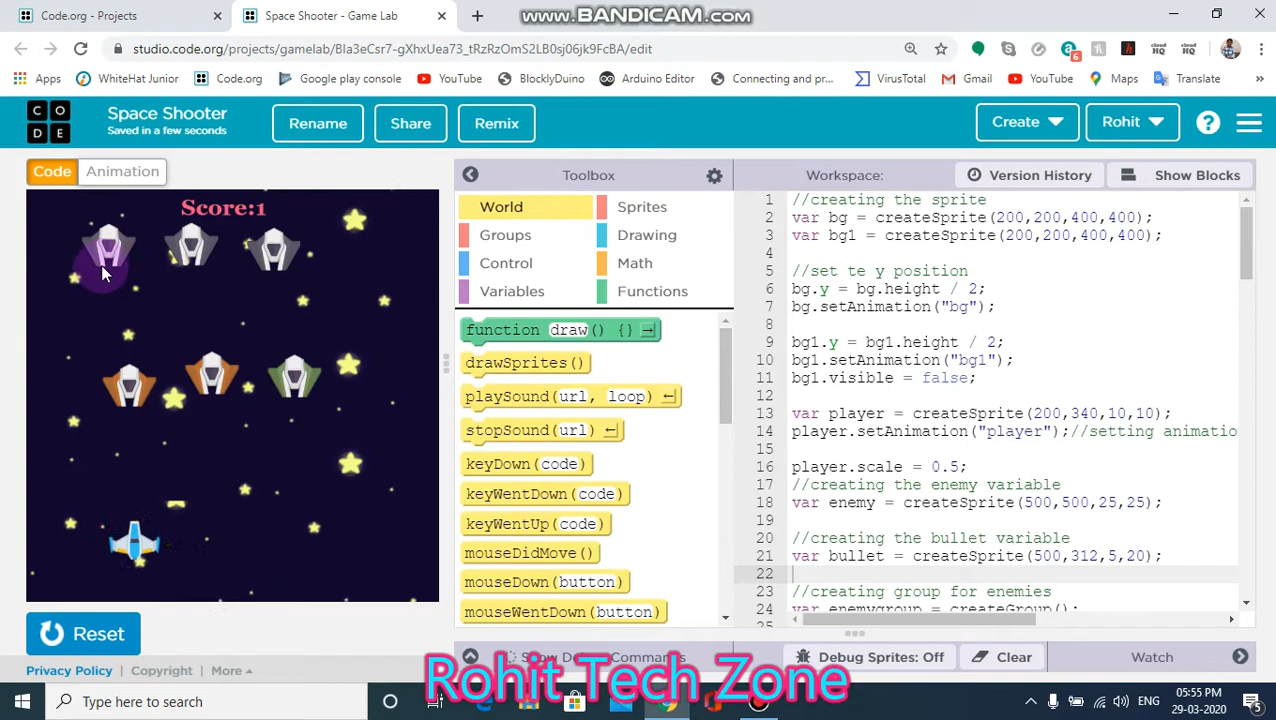 Code.org - Projects
Space Shooter - Game Lab
www.BANDICAM.com
studio.code.org/projects/gamelab/Bla3eCsr7-gXhxUea73_tRzRzOmS2LB0sj06jk9FcBA/edit
Apps
WhiteHat Junior
Code.org
Google play console
YouTube
BlocklyDuino
Arduino Editor
Connecting and pr...
VirusTotal
Gmail
YouTube
Maps
Translate
CODE
Space Shooter
Saved in a few seconds
Rename
Share
Remix
Create
Rohit
Code
Animation
Toolbox
Workspace:
Version History
Show Blocks
Score:1
World
Sprites
Groups
Drawing
Control
Math
Variables
Functions
function draw() {}
drawSprites()
playSound(url, loop)
stopSound(url)
keyDown(code)
keyWentDown(code)
keyWentUp(code)
mouseDidMove()
mouseDown(button)
mouseWentDown(button)
1 //creating the sprite
2 var bg = createSprite(200,200,400,400);
3 var bg1 = createSprite(200,200,400,400);
4
5 //set te y position
6 bg.y = bg.height / 2;
7 bg.setAnimation("bg");
8
9 bg1.y = bg1.height / 2;
10 bg1.setAnimation("bg1");
11 bg1.visible = false;
12
13 var player = createSprite(200,340,10,10);
14 player.setAnimation("player");//setting animatio
15
16 player.scale = 0.5;
17 //creating the enemy variable
18 var enemy = createSprite(500,500,25,25);
19
20 //creating the bullet variable
21 var bullet = createSprite(500,312,5,20);
22
23 //creating group for enemies
24 var enemygroup = createGroup();
25
Reset
Show Debug Commands
Debug Sprites: Off
Clear
Watch
Privacy Policy
Copyright
More
Rohit Tech Zone
Type here to search
ENG
05:55 PM
29-03-2020
5